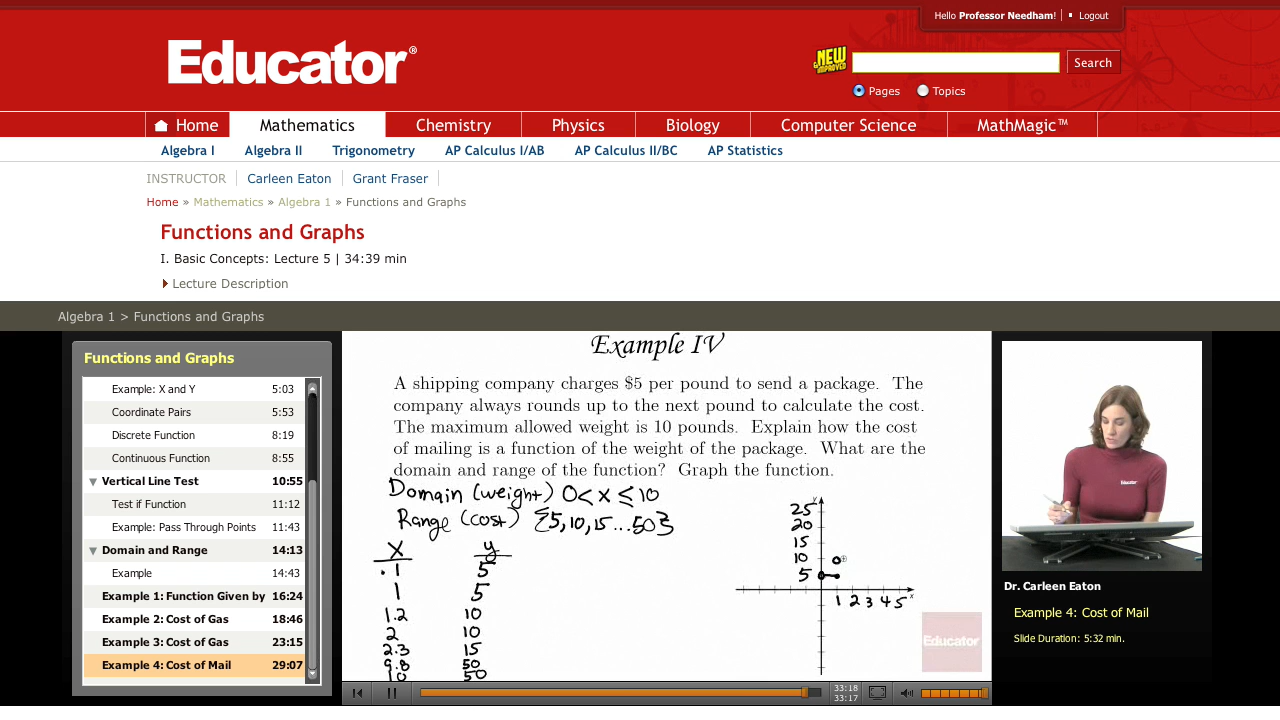 Hello Professor Needham! Logout
Educator®
NEW & IMPROVED
Search
Pages Topics
Home Mathematics Chemistry Physics Biology Computer Science MathMagic™
Algebra I Algebra II Trigonometry AP Calculus I/AB AP Calculus II/BC AP Statistics
INSTRUCTOR Carleen Eaton Grant Fraser
Home » Mathematics » Algebra 1 » Functions and Graphs
Functions and Graphs
I. Basic Concepts: Lecture 5 | 34:39 min
Lecture Description
Algebra 1 > Functions and Graphs
Functions and Graphs
Example: X and Y 5:03
Coordinate Pairs 5:53
Discrete Function 8:19
Continuous Function 8:55
Vertical Line Test 10:55
Test if Function 11:12
Example: Pass Through Points 11:43
Domain and Range 14:13
Example 14:43
Example 1: Function Given by 16:24
Example 2: Cost of Gas 18:46
Example 3: Cost of Gas 23:15
Example 4: Cost of Mail 29:07
Example IV
A shipping company charges $5 per pound to send a package. The
company always rounds up to the next pound to calculate the cost.
The maximum allowed weight is 10 pounds. Explain how the cost
of mailing is a function of the weight of the package. What are the
domain and range of the function? Graph the function.
Domain (weight) 0 < x ≤ 10
Range (cost) {5, 10, 15 ... 50}
x y
.1 5
1 5
1.2 10
2 10
2.3 15
9.8 50
10 50
y
25
20
15
10
5
1 2 3 4 5 x
Educator
33:18
33:17
Educator
Dr. Carleen Eaton
Example 4: Cost of Mail
Slide Duration: 5:32 min.